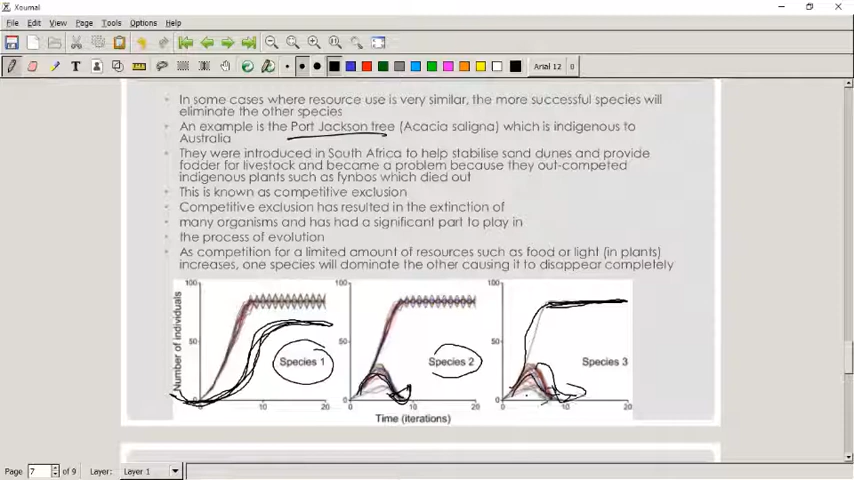 Xournal
File Edit View Page Tools Options Help
Arial 12 0
In some cases where resource use is very similar, the more successful species will
eliminate the other species
An example is the Port Jackson tree (Acacia saligna) which is indigenous to
Australia
They were introduced in South Africa to help stabilise sand dunes and provide
fodder for livestock and became a problem because they out-competed
indigenous plants such as fynbos which died out
This is known as competitive exclusion
Competitive exclusion has resulted in the extinction of
many organisms and has had a significant part to play in
the process of evolution
As competition for a limited amount of resources such as food or light (in plants)
increases, one species will dominate the other causing it to disappear completely
Number of individuals
100 100 100
50 50 50
Species 1 Species 2 Species 3
0 0 0
0 10 20 0 10 20 0 10 20
Time (iterations)
Page 7 of 9 Layer: Layer 1